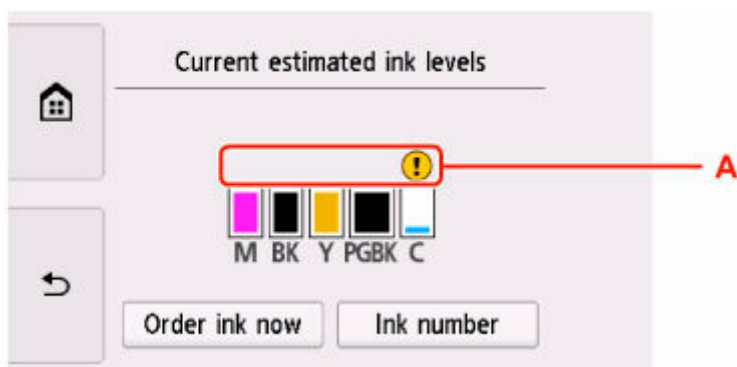 Current estimated ink levels
!
A
M BK Y PGBK C
Order ink now Ink number